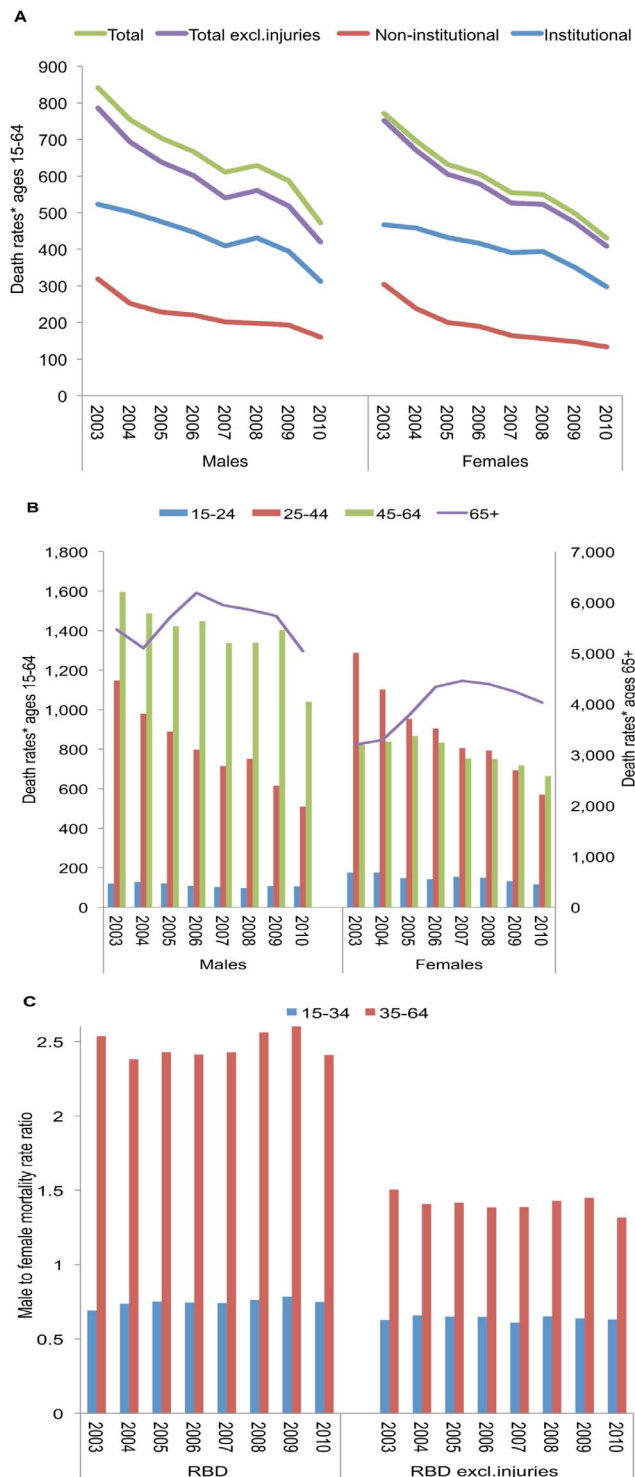 A
Total Total excl.injuries Non-institutional Institutional
Death rates* ages 15-64
900
800
700
600
500
400
300
200
100
0
2003 2004 2005 2006 2007 2008 2009 2010 2003 2004 2005 2006 2007 2008 2009 2010
Males Females
B
15-24 25-44 45-64 65+
Death rates* ages 15-64
1,800
1,600
1,400
1,200
1,000
800
600
400
200
0
7,000
6,000
5,000
4,000
3,000
2,000
1,000
0
Death rates* aces 65+
2003 2004 2005 2006 2007 2008 2009 2010 2003 2004 2005 2006 2007 2008 2009 2010
Males Females
C
15-34 35-64
Male to female mortality rate ratio
2.5
2
1.5
1
0.5
0
2003 2004 2005 2006 2007 2008 2009 2010 2003 2004 2005 2006 2007 2008 2009 2010
RBD RBD excl.injuries